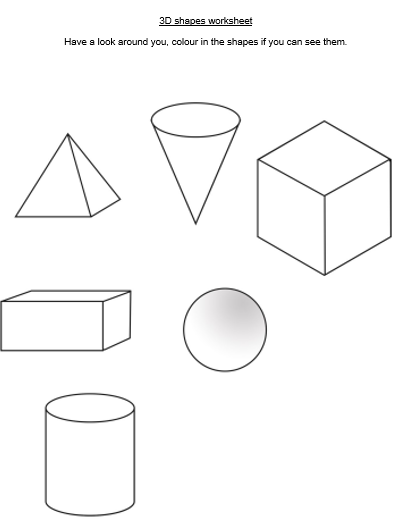 3D shapes worksheet
Have a look around you, colour in the shapes if you can see them.